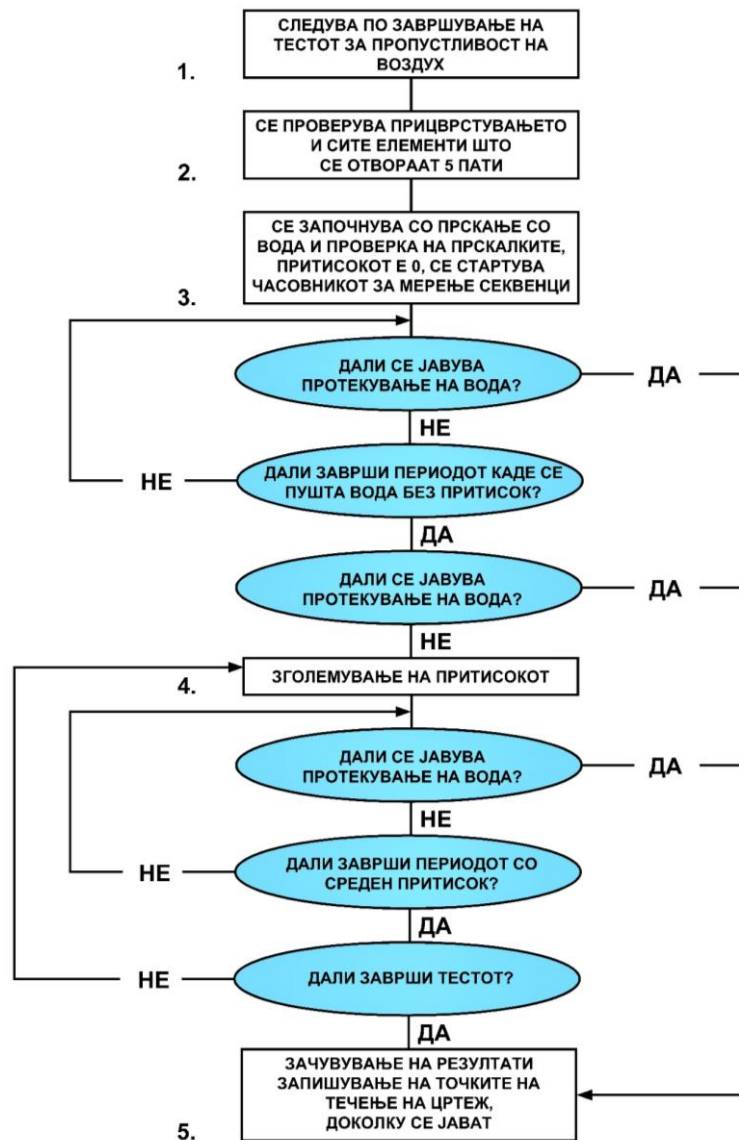 СЛЕДУВА ПО ЗАВРШУВАЊЕ НА
ТЕСТОТ ЗА ПРОПУСТЛИВОСТ НА
ВОЗДУХ
1.
СЕ ПРОВЕРУВА ПРИЦВРСТУВАЊЕТО
И СИТЕ ЕЛЕМЕНТИ ШТО
СЕ ОТВОРААТ 5 ПАТИ
2.
СЕ ЗАПОЧНУВА СО ПРСКАЊЕ СО
ВОДА И ПРОВЕРКА НА ПРСКАЛКИТЕ,
ПРИТИСОКОТ Е 0, СЕ СТАРТУВА
ЧАСОВНИКОТ ЗА МЕРЕЊЕ СЕКВЕНЦИ
3.
ДАЛИ СЕ ЈАВУВА
ПРОТЕКУВАЊЕ НА ВОДА?
ДА
НЕ
ДАЛИ ЗАВРШИ ПЕРИОДОТ КАДЕ СЕ
ПУШТА ВОДА БЕЗ ПРИТИСОК?
НЕ
ДА
ДАЛИ СЕ ЈАВУВА
ПРОТЕКУВАЊЕ НА ВОДА?
ДА
НЕ
ЗГОЛЕМУВАЊЕ НА ПРИТИСОКОТ
4.
ДАЛИ СЕ ЈАВУВА
ПРОТЕКУВАЊЕ НА ВОДА?
ДА
НЕ
ДАЛИ ЗАВРШИ ПЕРИОДОТ СО
СРЕДЕН ПРИТИСОК?
НЕ
ДА
ДАЛИ ЗАВРШИ ТЕСТОТ?
НЕ
ДА
ЗАЧУВУВАЊЕ НА РЕЗУЛТАТИ
ЗАПИШУВАЊЕ НА ТОЧКИТЕ НА
ТЕЧЕЊЕ НА ЦРТЕЖ,
ДОКОЛКУ СЕ ЈАВАТ
5.